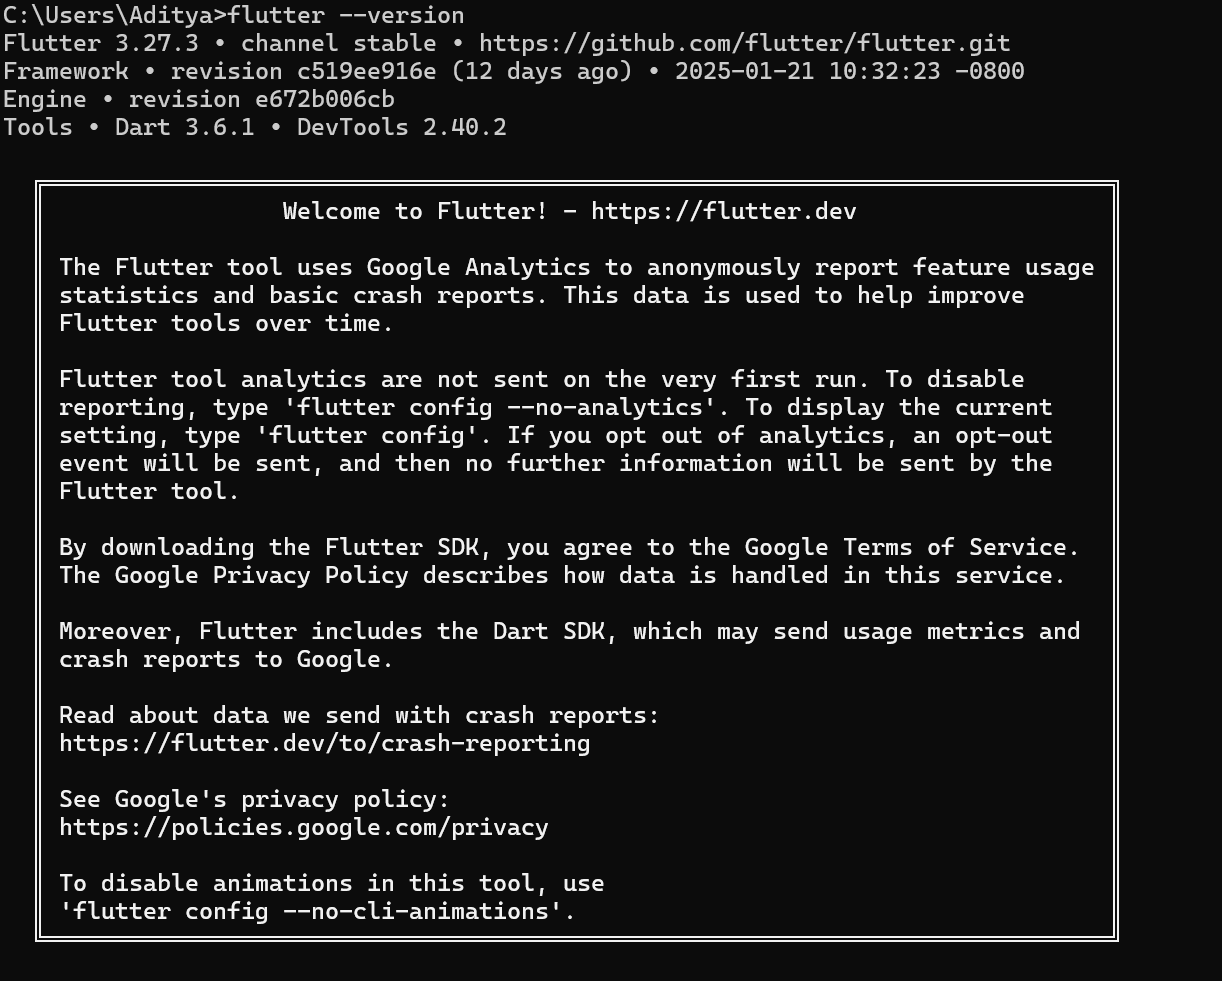 C:\Users\Aditya>flutter --version
Flutter 3.27.3 • channel stable • https://github.com/flutter/flutter.git
Framework • revision c519ee916e (12 days ago) • 2025-01-21 10:32:23 -0800
Engine • revision e672b006cb
Tools • Dart 3.6.1 • DevTools 2.40.2
Welcome to Flutter! - https://flutter.dev
The Flutter tool uses Google Analytics to anonymously report feature usage
statistics and basic crash reports. This data is used to help improve
Flutter tools over time.
Flutter tool analytics are not sent on the very first run. To disable
reporting, type 'flutter config --no-analytics'. To display the current
setting, type 'flutter config'. If you opt out of analytics, an opt-out
event will be sent, and then no further information will be sent by the
Flutter tool.
By downloading the Flutter SDK, you agree to the Google Terms of Service.
The Google Privacy Policy describes how data is handled in this service.
Moreover, Flutter includes the Dart SDK, which may send usage metrics and
crash reports to Google.
Read about data we send with crash reports:
https://flutter.dev/to/crash-reporting
See Google's privacy policy:
https://policies.google.com/privacy
To disable animations in this tool, use
'flutter config --no-cli-animations'.